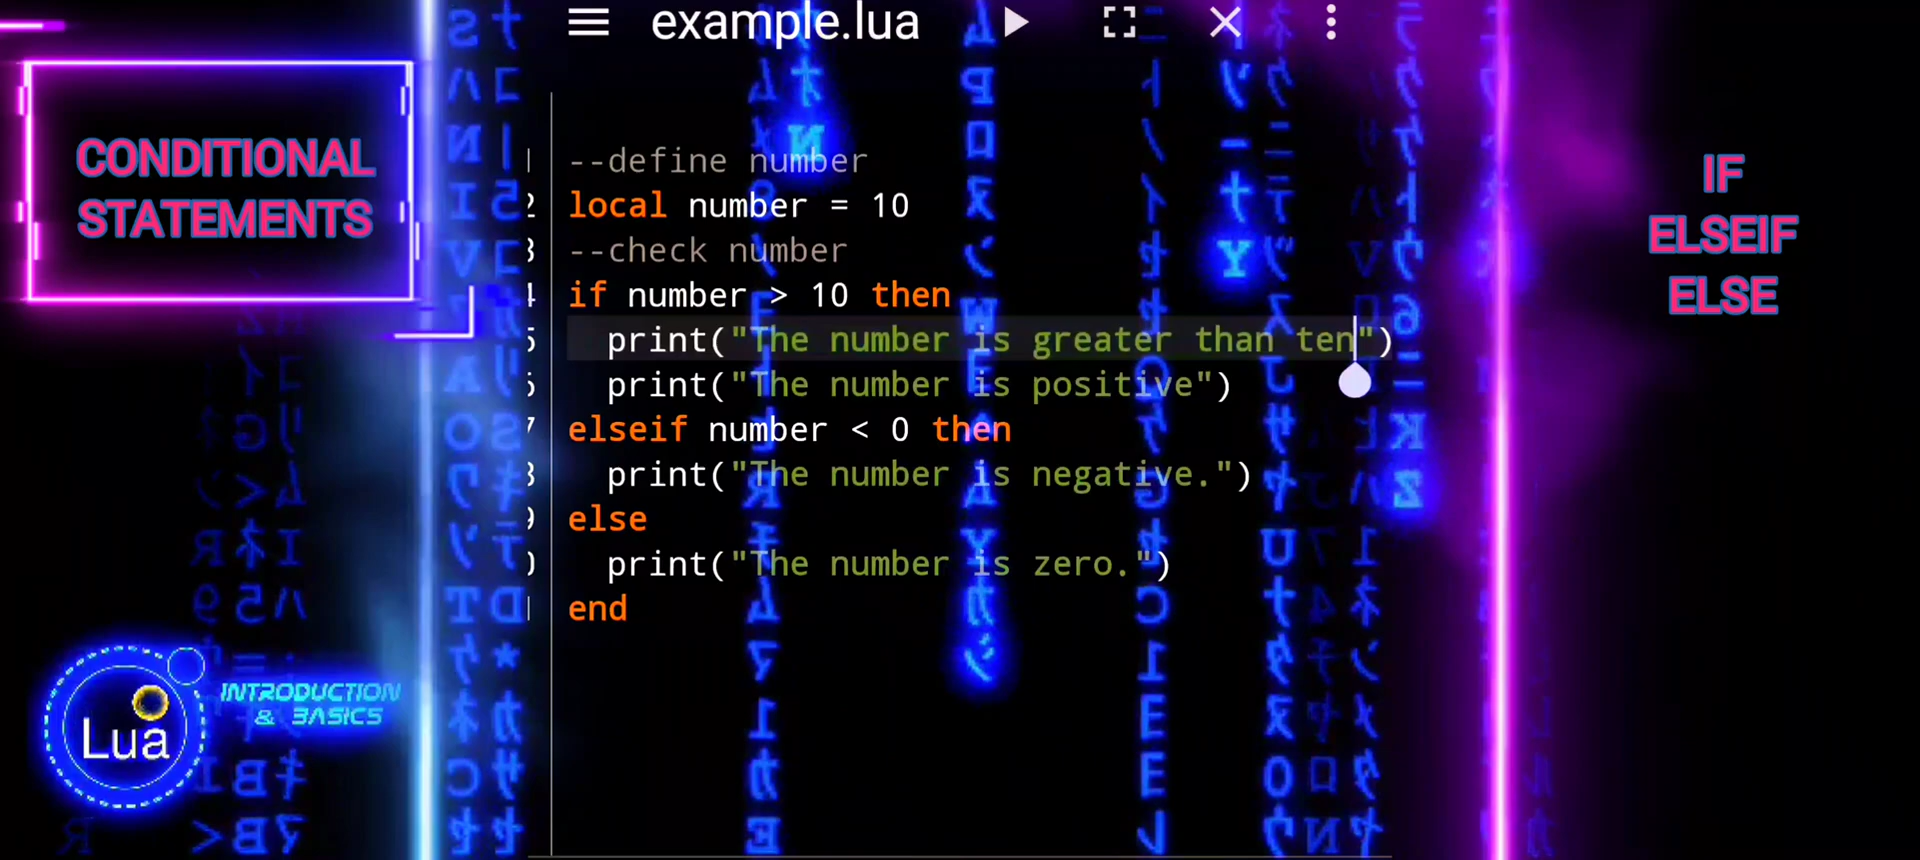 example.lua
CONDITIONAL
STATEMENTS
--define number
local number = 10
--check number
if number > 10 then
print("The number is greater than ten")
print("The number is positive")
elseif number < 0 then
print("The number is negative.")
else
print("The number is zero.")
end
IF
ELSEIF
ELSE
Lua
INTRODUCTION
& BASICS